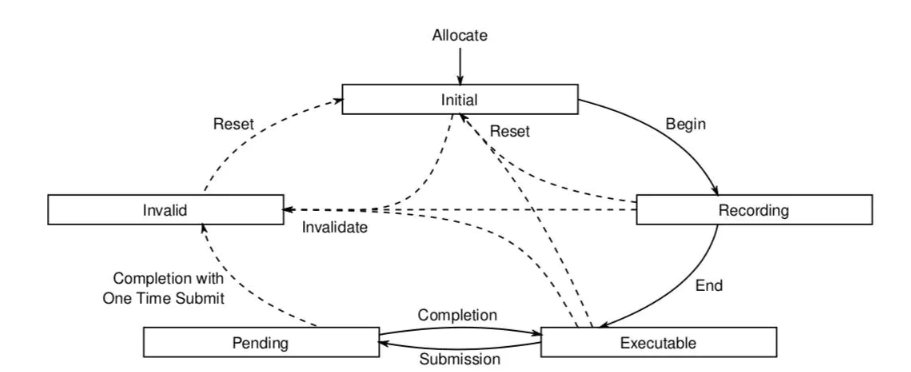 Allocate
Initial
Reset
Reset
Begin
Invalid
Recording
Invalidate
Completion with
One Time Submit
End
Completion
Pending
Executable
Submission